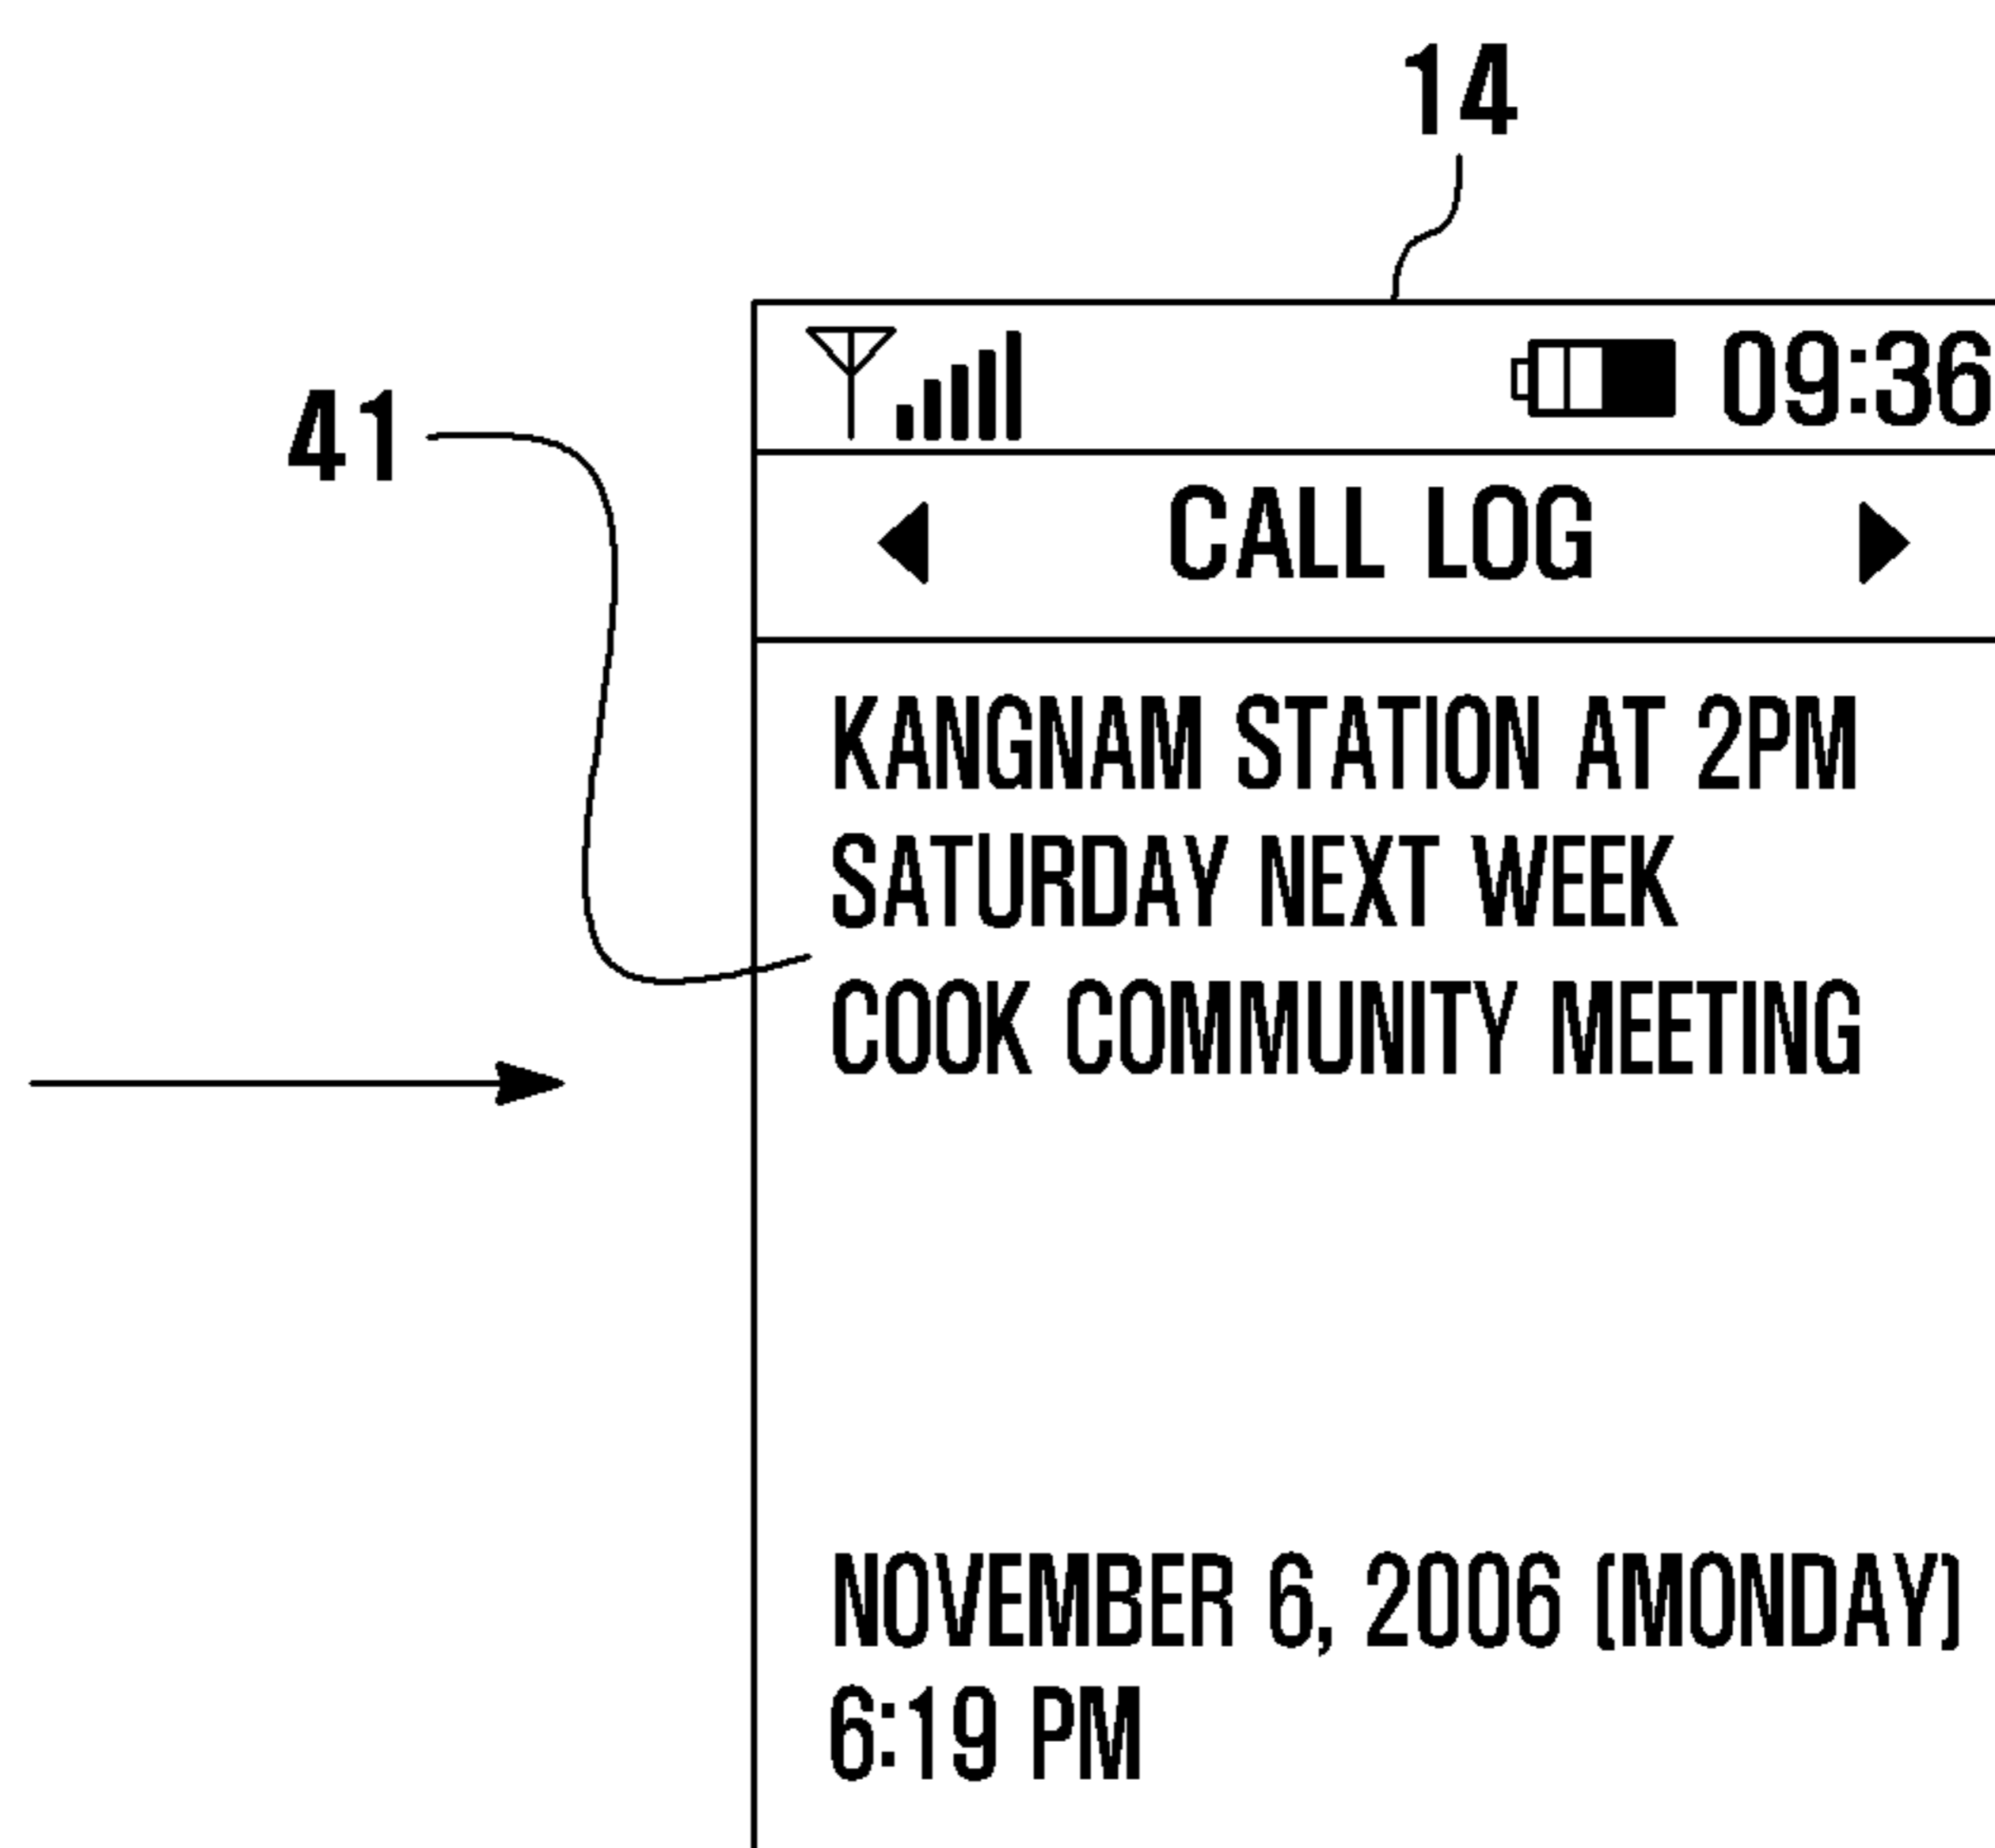 14
41
09:36
CALL LOG
KANGNAM STATION AT 2PM
SATURDAY NEXT WEEK
COOK COMMUNITY MEETING
NOVEMBER 6, 2006 (MONDAY)
6:19 PM